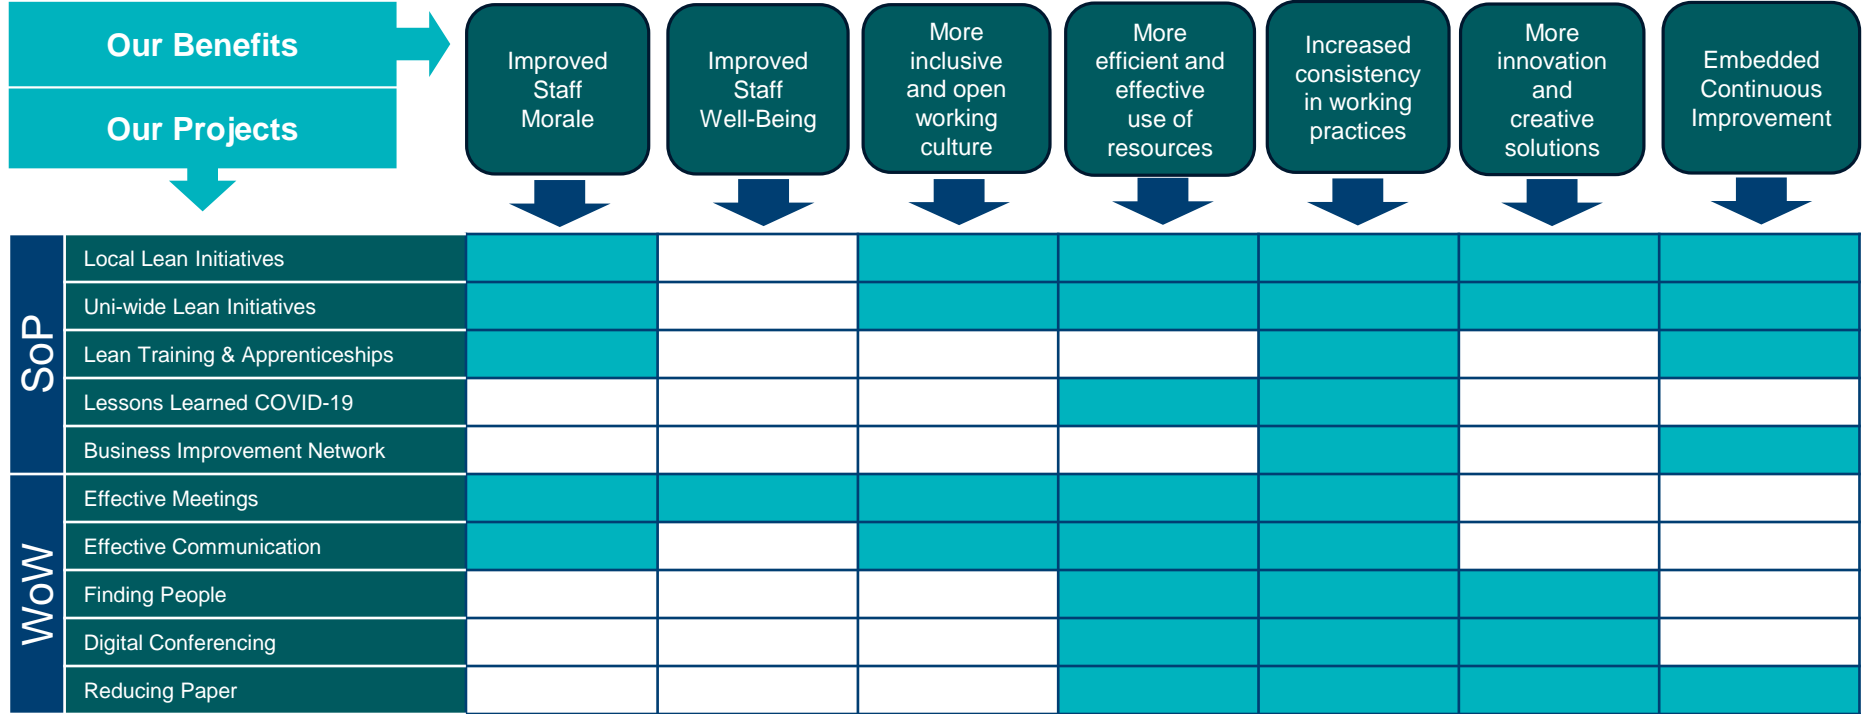 Our Benefits
Our Projects
Improved
Staff
Morale
Improved
Staff
Well-Being
More
inclusive
and open
working
culture
More
efficient and
effective
use of
resources
Increased
consistency
in working
practices
More
innovation
and
creative
solutions
Embedded
Continuous
Improvement
SoP
Local Lean Initiatives
Uni-wide Lean Initiatives
Lean Training & Apprenticeships
Lessons Learned COVID-19
Business Improvement Network
WoW
Effective Meetings
Effective Communication
Finding People
Digital Conferencing
Reducing Paper